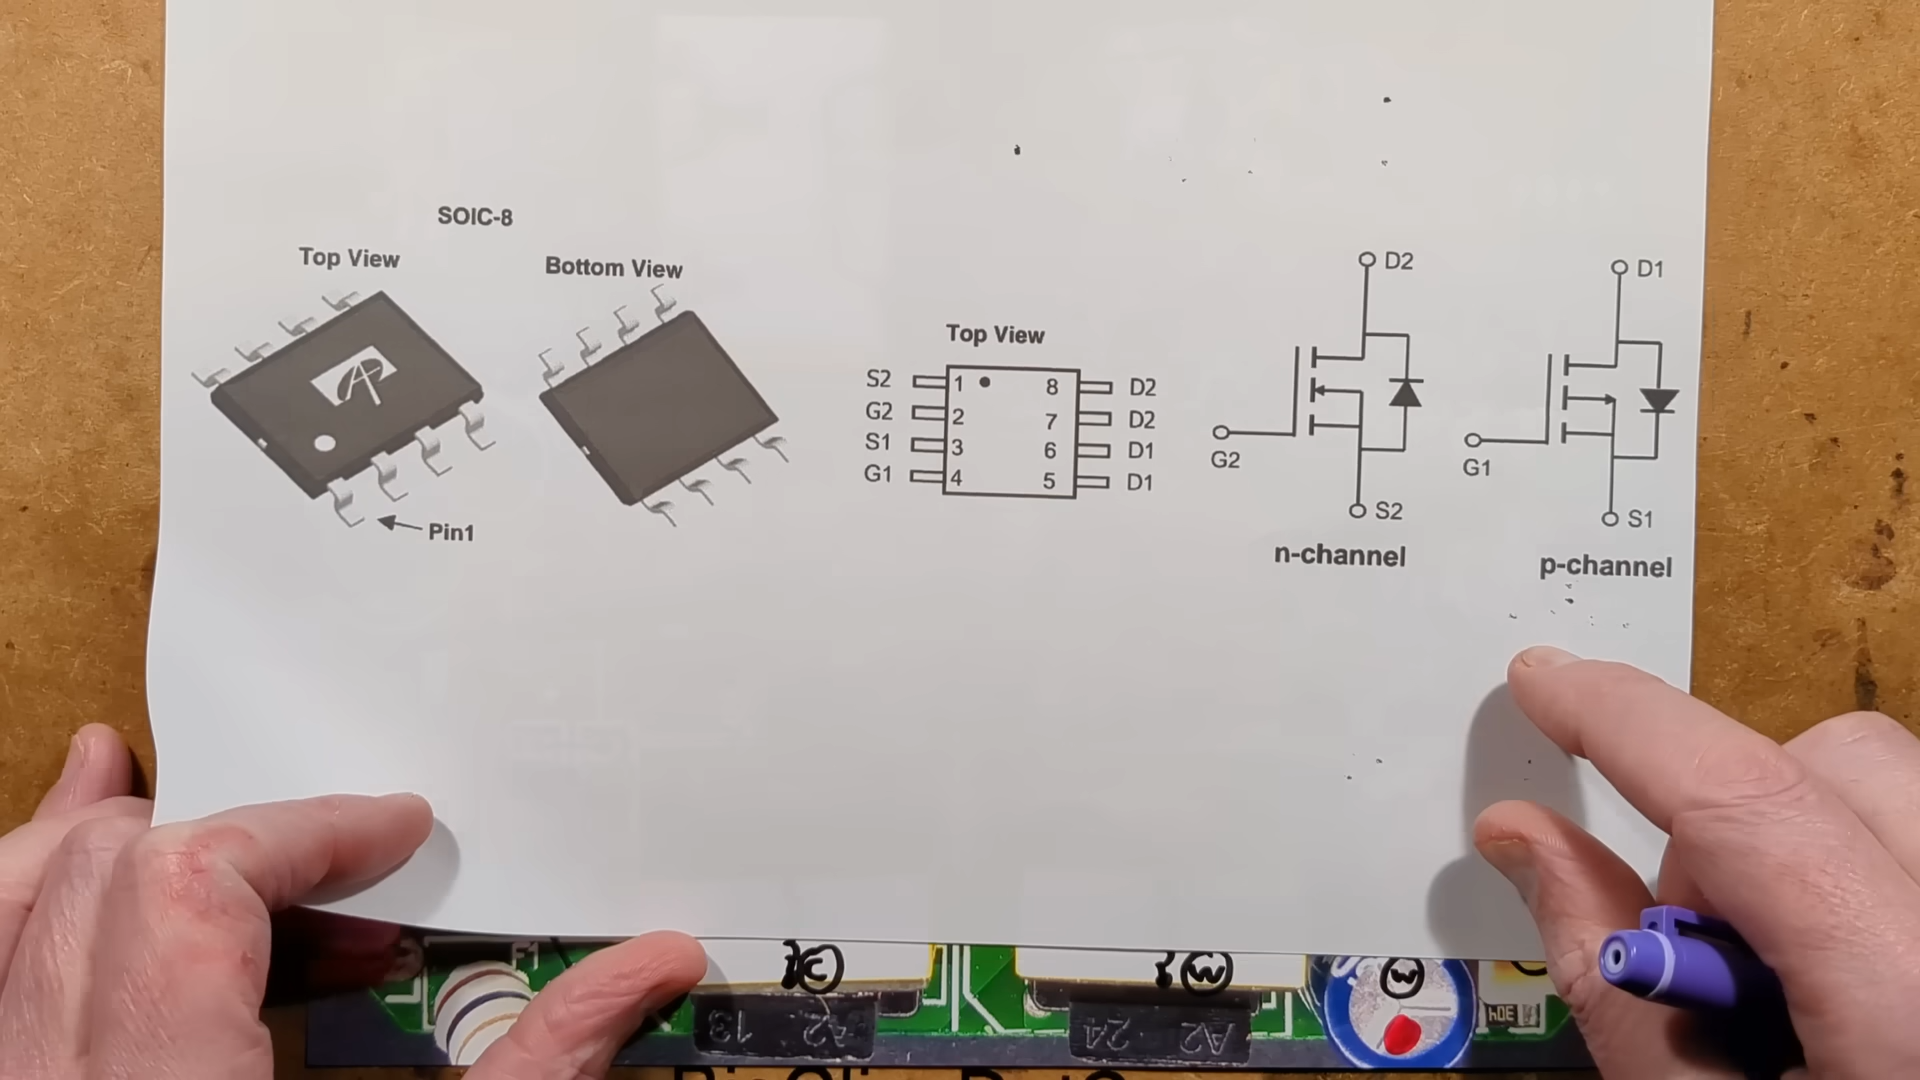 SOIC-8
Top View
Bottom View
Pin1
Top View
S2 1 8 D2
G2 2 7 D2
S1 3 6 D1
G1 4 5 D1
D2
G2
S2
n-channel
D1
G1
S1
p-channel
F1
C
W
W
13
A2
24
A2